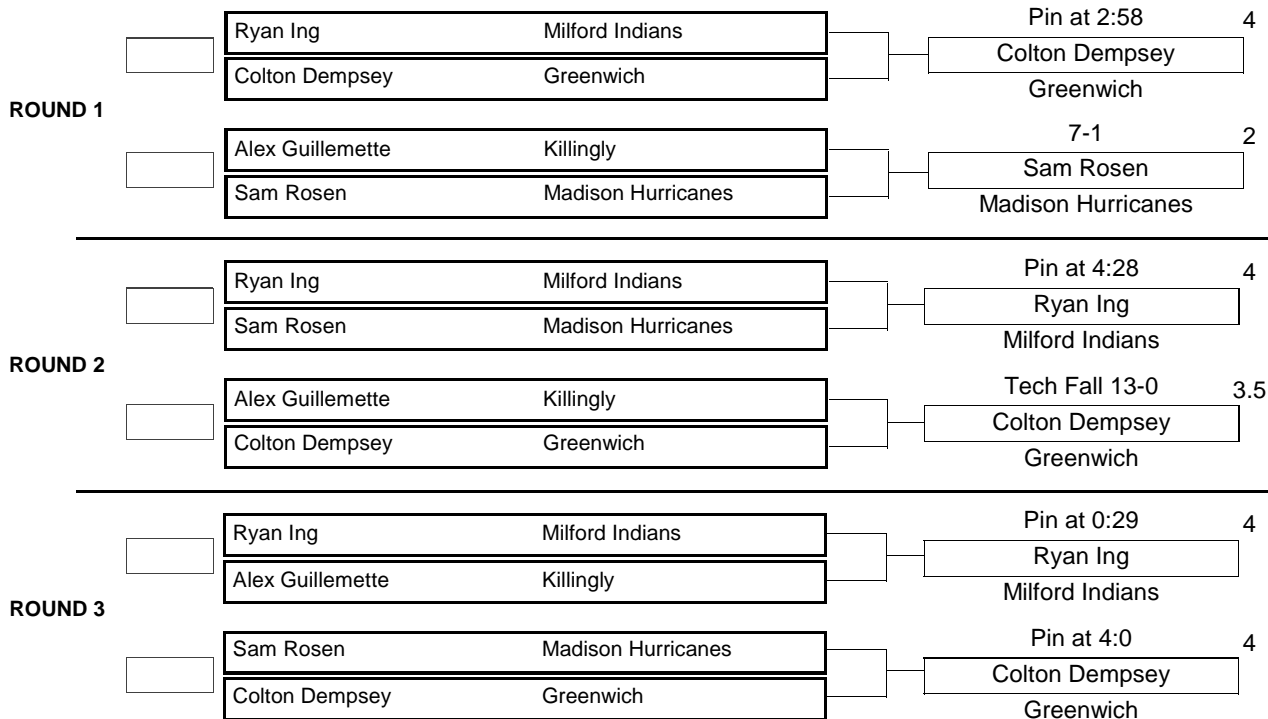 Pin at 2:58 4
Ryan Ing Milford Indians
Colton Dempsey
Colton Dempsey Greenwich
Greenwich
ROUND 1
7-1 2
Alex Guillemette Killingly
Sam Rosen
Sam Rosen Madison Hurricanes
Madison Hurricanes
Pin at 4:28 4
Ryan Ing Milford Indians
Ryan Ing
Sam Rosen Madison Hurricanes
Milford Indians
ROUND 2
Tech Fall 13-0 3.5
Alex Guillemette Killingly
Colton Dempsey
Colton Dempsey Greenwich
Greenwich
Pin at 0:29 4
Ryan Ing Milford Indians
Ryan Ing
Alex Guillemette Killingly
Milford Indians
ROUND 3
Pin at 4:0 4
Sam Rosen Madison Hurricanes
Colton Dempsey
Colton Dempsey Greenwich
Greenwich